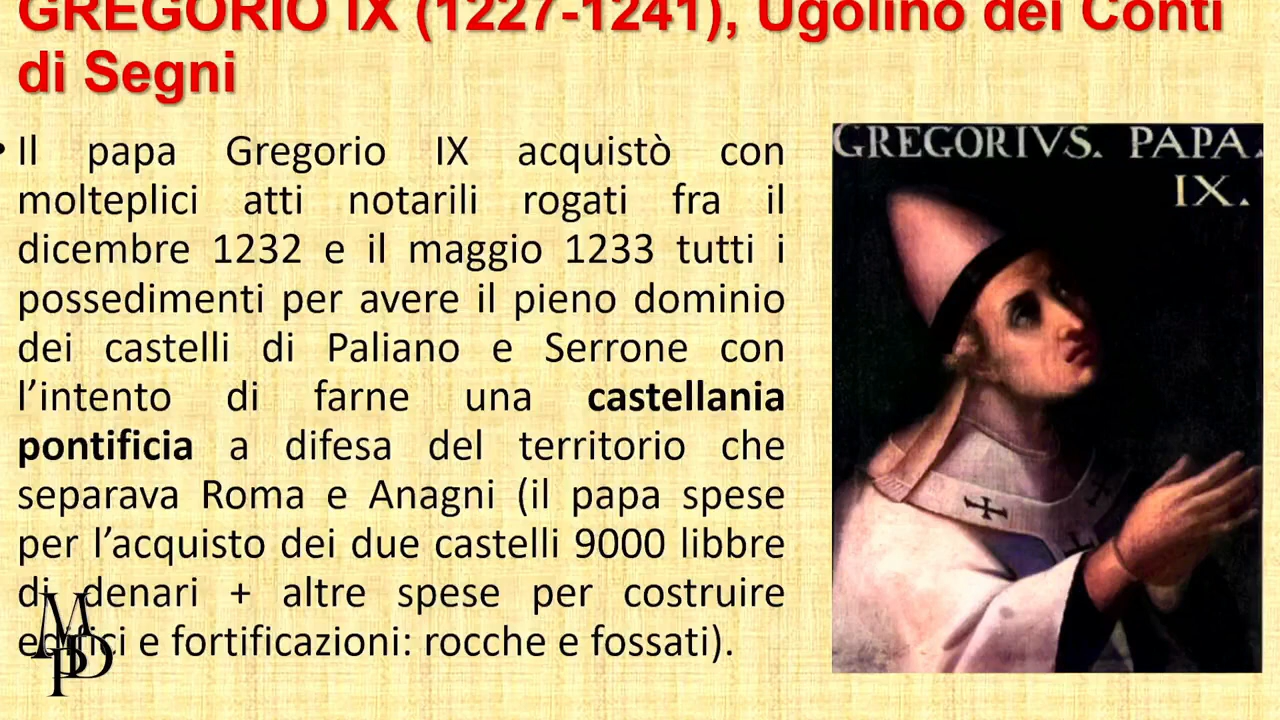 GREGORIO IX (1227-1241), Ugolino dei Conti
di Segni
• Il papa Gregorio IX acquistò con
molteplici atti notarili rogati fra il
dicembre 1232 e il maggio 1233 tutti i
possedimenti per avere il pieno dominio
dei castelli di Paliano e Serrone con
l’intento di farne una castellania
pontificia a difesa del territorio che
separava Roma e Anagni (il papa spese
per l’acquisto dei due castelli 9000 libbre
di denari + altre spese per costruire
edifici e fortificazioni: rocche e fossati).
GREGORIVS. PAPA.
IX.